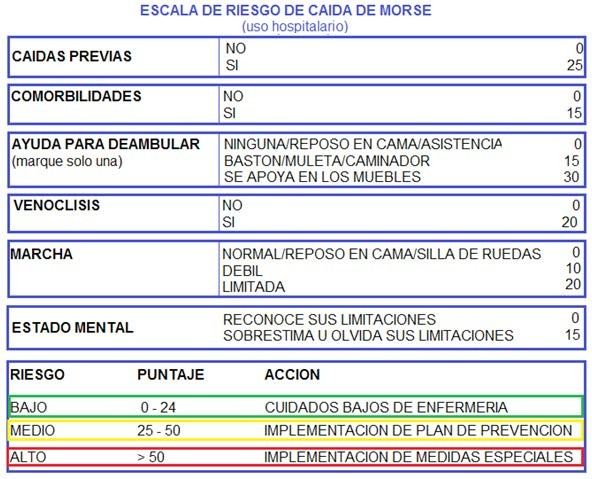 ESCALA DE RIESGO DE CAIDA DE MORSE
(uso hospitalario)
CAIDAS PREVIAS NO 0
SI 25
COMORBILIDADES NO 0
SI 15
AYUDA PARA DEAMBULAR NINGUNA/REPOSO EN CAMA/ASISTENCIA 0
(marque solo una) BASTON/MULETA/CAMINADOR 15
SE APOYA EN LOS MUEBLES 30
VENOCLISIS NO 0
SI 20
MARCHA NORMAL/REPOSO EN CAMA/SILLA DE RUEDAS 0
DEBIL 10
LIMITADA 20
ESTADO MENTAL RECONOCE SUS LIMITACIONES 0
SOBRESTIMA U OLVIDA SUS LIMITACIONES 15
RIESGO PUNTAJE ACCION
BAJO 0 - 24 CUIDADOS BAJOS DE ENFERMERIA
MEDIO 25 - 50 IMPLEMENTACION DE PLAN DE PREVENCION
ALTO > 50 IMPLEMENTACION DE MEDIDAS ESPECIALES